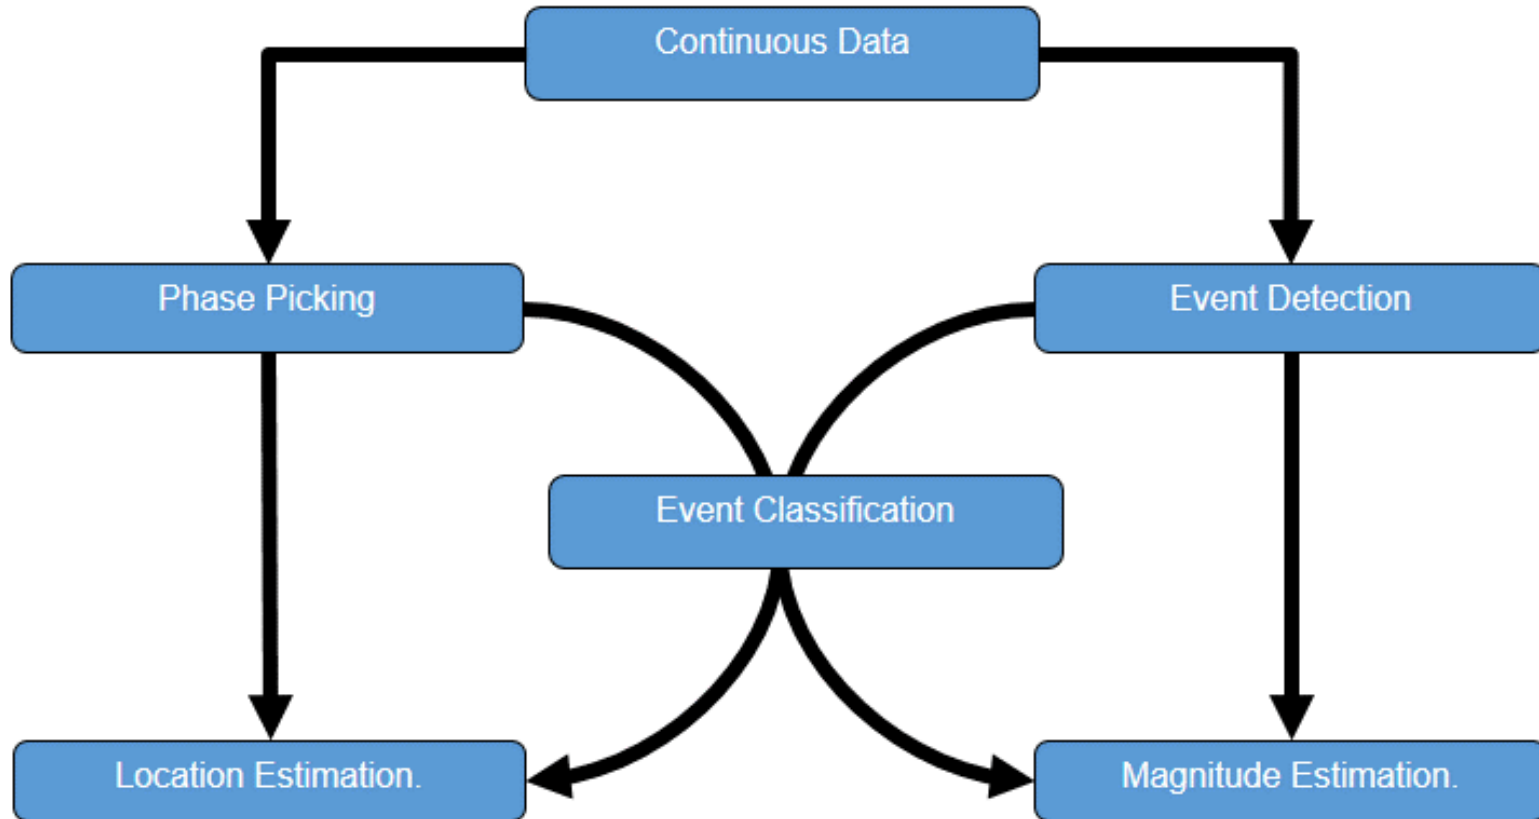 Continuous Data
Phase Picking
Event Detection
Event Classification
Location Estimation.
Magnitude Estimation.